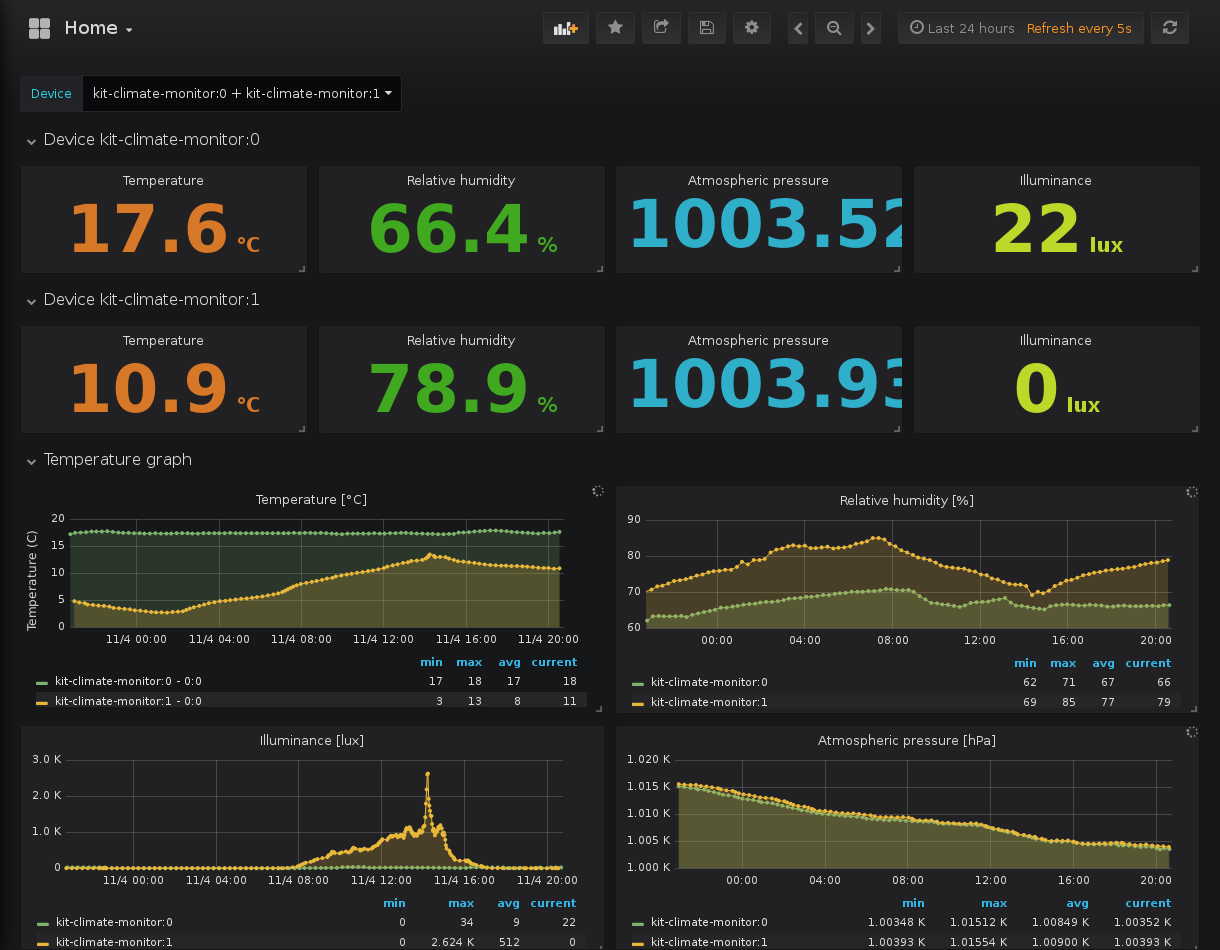 Home
Last 24 hours Refresh every 5s
Device kit-climate-monitor:0 + kit-climate-monitor:1
Device kit-climate-monitor:0
Temperature Relative humidity Atmospheric pressure Illuminance
17.6 °C 66.4 % 1003.52 22 lux
Device kit-climate-monitor:1
Temperature Relative humidity Atmospheric pressure Illuminance
10.9 °C 78.9 % 1003.93 0 lux
Temperature graph
Temperature [°C]
Temperature (C)
20
15
10
5
0
11/4 00:00 11/4 04:00 11/4 08:00 11/4 12:00 11/4 16:00 11/4 20:00
min max avg current
kit-climate-monitor:0 - 0:0 17 18 17 18
kit-climate-monitor:1 - 0:0 3 13 8 11
Relative humidity [%]
90
80
70
60
00:00 04:00 08:00 12:00 16:00 20:00
min max avg current
kit-climate-monitor:0 62 71 67 66
kit-climate-monitor:1 69 85 77 79
Illuminance [lux]
3.0 K
2.0 K
1.0 K
0
11/4 00:00 11/4 04:00 11/4 08:00 11/4 12:00 11/4 16:00 11/4 20:00
min max avg current
kit-climate-monitor:0 0 34 9 22
kit-climate-monitor:1 0 2.624 K 512 0
Atmospheric pressure [hPa]
1.020 K
1.015 K
1.010 K
1.005 K
1.000 K
00:00 04:00 08:00 12:00 16:00 20:00
min max avg current
kit-climate-monitor:0 1.00348 K 1.01512 K 1.00849 K 1.00352 K
kit-climate-monitor:1 1.00393 K 1.01554 K 1.00900 K 1.00393 K